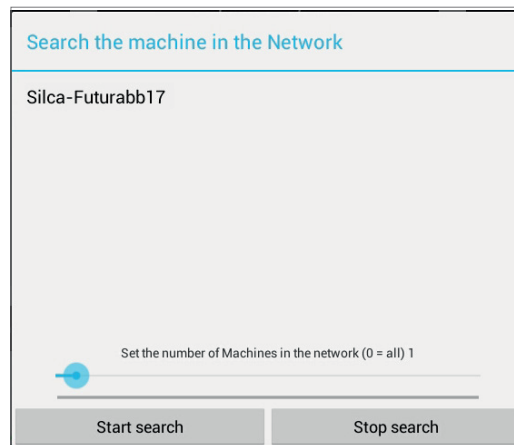 Search the machine in the Network
Silca-Futurabb17
Set the number of Machines in the network (0 = all) 1
Start search
Stop search